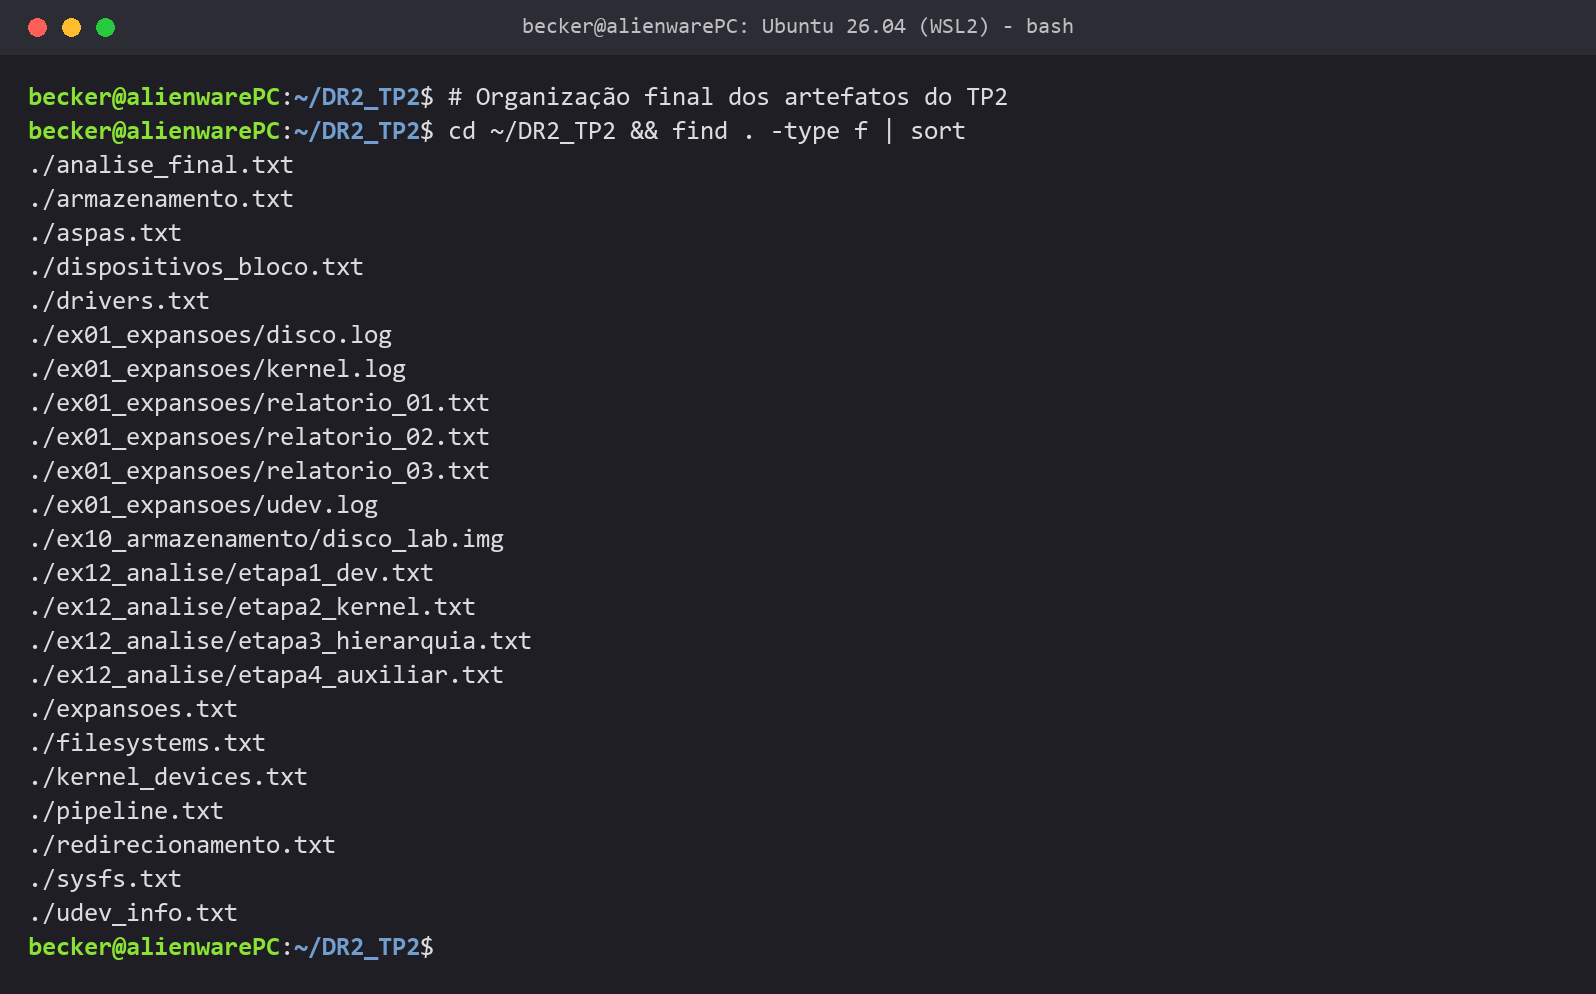 becker@alienwarePC: Ubuntu 26.04 (WSL2) - bash
becker@alienwarePC:~/DR2_TP2$ # Organização final dos artefatos do TP2
becker@alienwarePC:~/DR2_TP2$ cd ~/DR2_TP2 && find . -type f | sort
./analise_final.txt
./armazenamento.txt
./aspas.txt
./dispositivos_bloco.txt
./drivers.txt
./ex01_expansoes/disco.log
./ex01_expansoes/kernel.log
./ex01_expansoes/relatorio_01.txt
./ex01_expansoes/relatorio_02.txt
./ex01_expansoes/relatorio_03.txt
./ex01_expansoes/udev.log
./ex10_armazenamento/disco_lab.img
./ex12_analise/etapa1_dev.txt
./ex12_analise/etapa2_kernel.txt
./ex12_analise/etapa3_hierarquia.txt
./ex12_analise/etapa4_auxiliar.txt
./expansoes.txt
./filesystems.txt
./kernel_devices.txt
./pipeline.txt
./redirecionamento.txt
./sysfs.txt
./udev_info.txt
becker@alienwarePC:~/DR2_TP2$